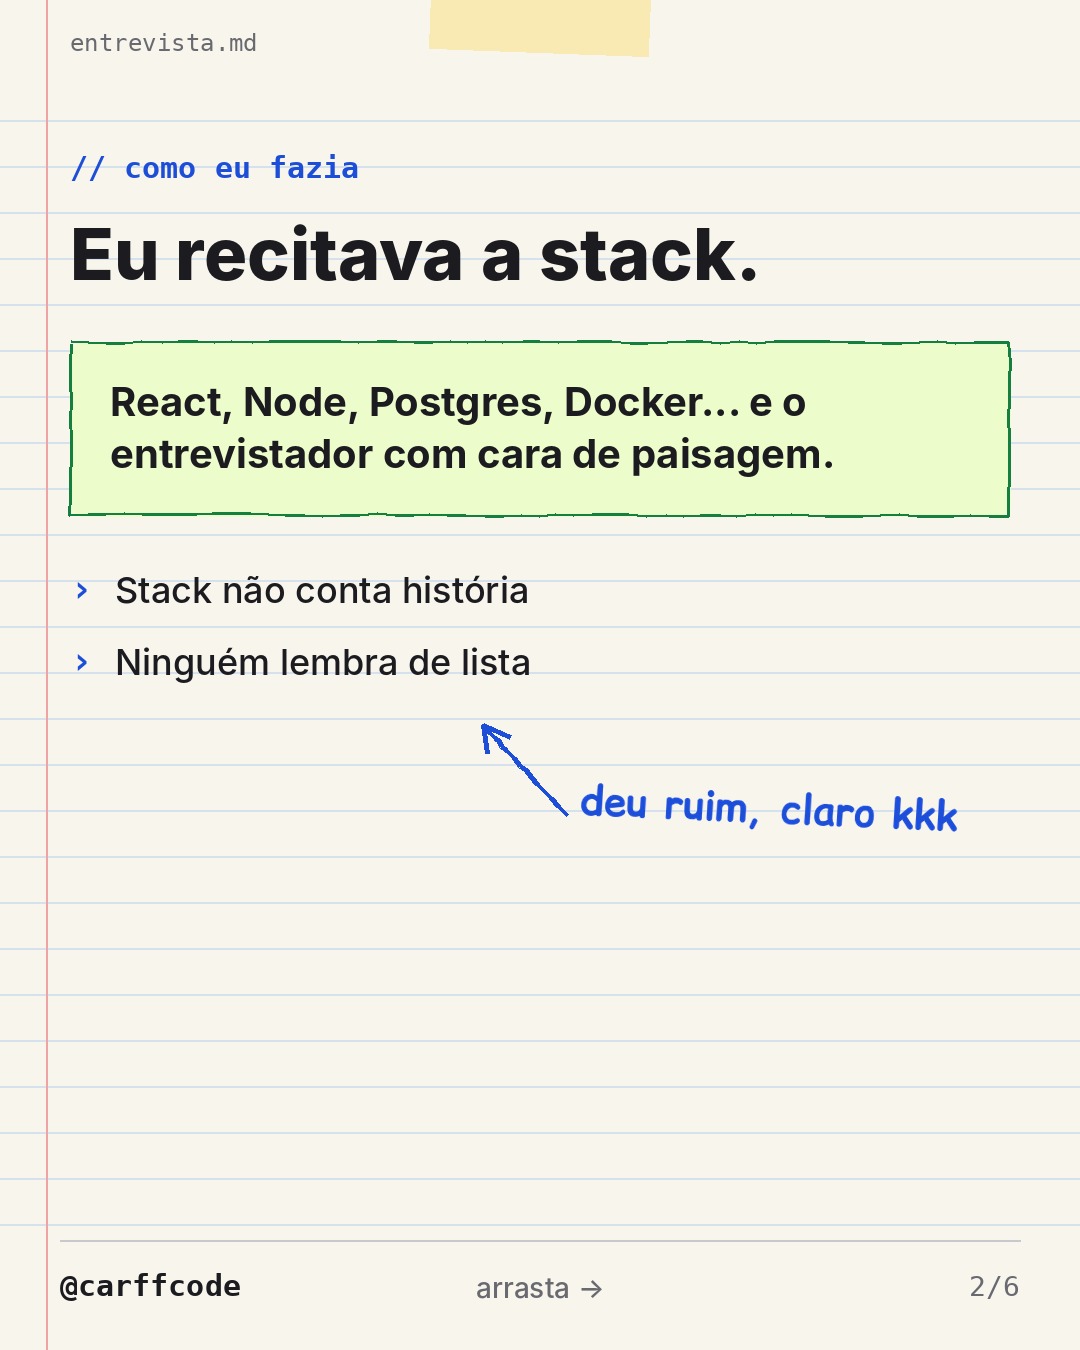 entrevista.md
// como eu fazia
Eu recitava a stack.
React, Node, Postgres, Docker... e o
entrevistador com cara de paisagem.
› Stack não conta história
› Ninguém lembra de lista
deu ruim, claro kkk
@carffcode
arrasta →
2/6